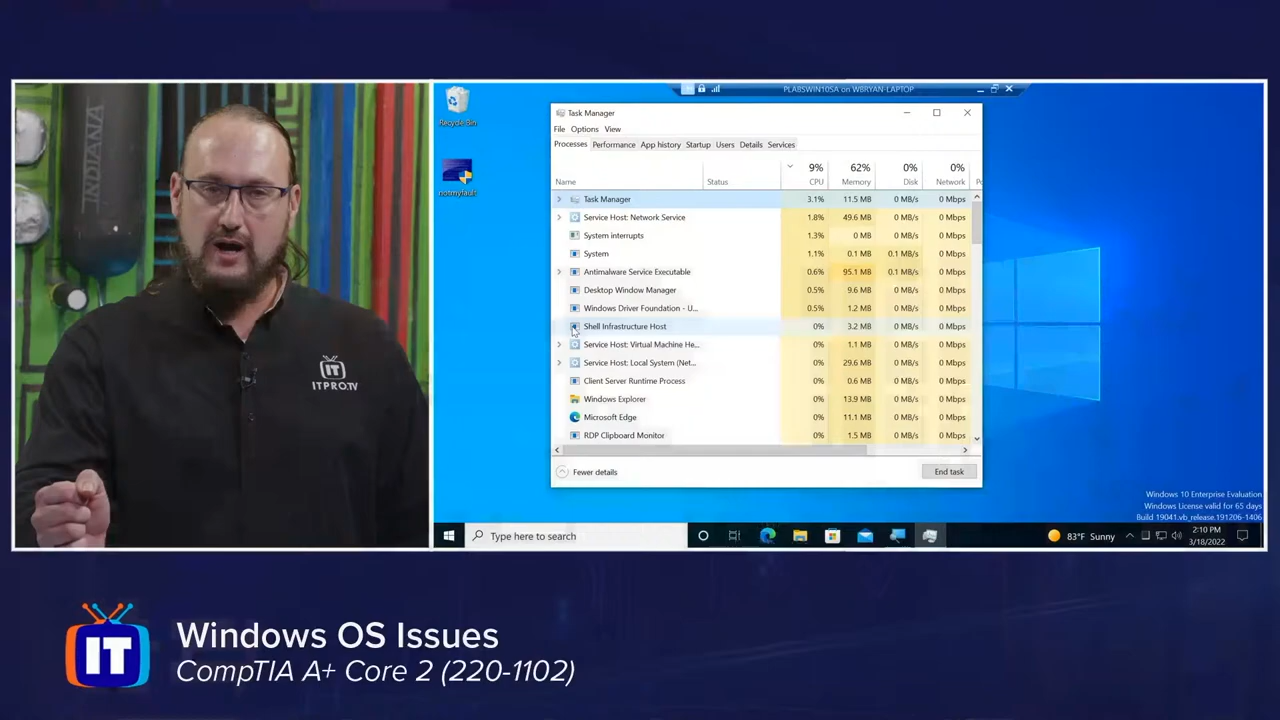 INDIANA
IT
ITPRO.TV
Recycle Bin
notmyfault
PLABSWIN10SA on W8RYAN-LAPTOP
Task Manager
File Options View
Processes Performance App history Startup Users Details Services
9% 62% 0% 0%
Name Status CPU Memory Disk Network
Task Manager 3.1% 11.5 MB 0 MB/s 0 Mbps
Service Host: Network Service 1.8% 49.6 MB 0 MB/s 0 Mbps
System interrupts 1.3% 0 MB 0 MB/s 0 Mbps
System 1.1% 0.1 MB 0.1 MB/s 0 Mbps
Antimalware Service Executable 0.6% 95.1 MB 0.1 MB/s 0 Mbps
Desktop Window Manager 0.5% 9.6 MB 0 MB/s 0 Mbps
Windows Driver Foundation - U... 0.5% 1.2 MB 0 MB/s 0 Mbps
Shell Infrastructure Host 0% 3.2 MB 0 MB/s 0 Mbps
Service Host: Virtual Machine He... 0% 1.1 MB 0 MB/s 0 Mbps
Service Host: Local System (Net... 0% 29.6 MB 0 MB/s 0 Mbps
Client Server Runtime Process 0% 0.6 MB 0 MB/s 0 Mbps
Windows Explorer 0% 13.9 MB 0 MB/s 0 Mbps
Microsoft Edge 0% 11.1 MB 0 MB/s 0 Mbps
RDP Clipboard Monitor 0% 1.5 MB 0 MB/s 0 Mbps
Fewer details End task
Windows 10 Enterprise Evaluation
Windows License valid for 65 days
Build 19041.vb_release.191206-1406
Type here to search
83°F Sunny
2:10 PM
3/18/2022
IT
Windows OS Issues
CompTIA A+ Core 2 (220-1102)